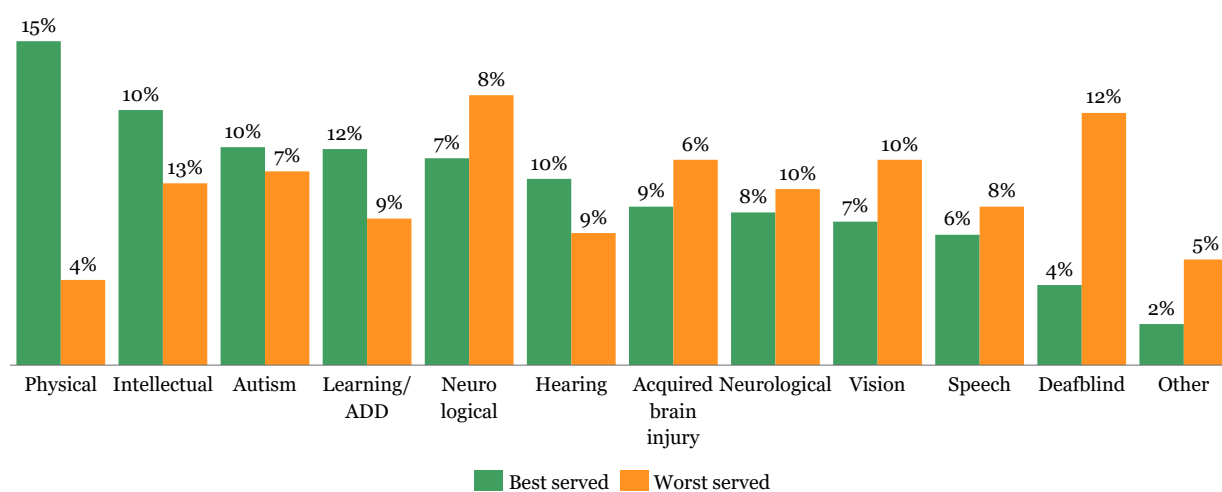 15%
4%
10%
13%
10%
7%
12%
9%
7%
8%
10%
9%
9%
6%
8%
10%
7%
10%
6%
8%
4%
12%
2%
5%
Physical
Intellectual
Autism
Learning/
ADD
Neuro
logical
Hearing
Acquired
brain
injury
Neurological
Vision
Speech
Deafblind
Other
Best served
Worst served